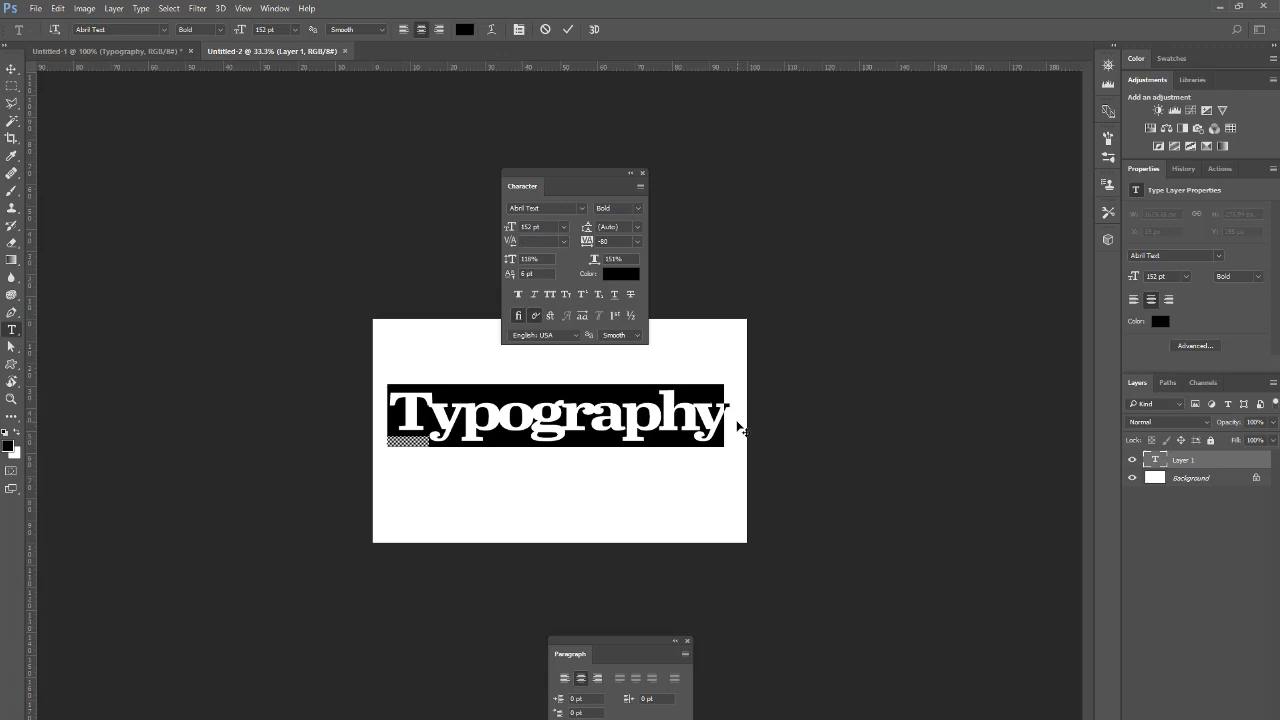 Ps File Edit Image Layer Type Select Filter 3D View Window Help
T Abril Text Bold 152 pt Smooth 3D
Untitled-1 @ 100% (Typography, RGB/8#) * × Untitled-2 @ 33.3% (Layer 1, RGB/8#) ×
Color Swatches
Adjustments Libraries
Add an adjustment
Properties History Actions
Type Layer Properties
Abril Text
152 pt Bold
Color:
Advanced...
Layers Paths Channels
Kind
Normal Opacity: 100%
Lock: Fill: 100%
Layer 1
Background
Character
Abril Text Bold
152 pt (Auto)
-80
118% 151%
6 pt Color:
English: USA Smooth
Typography
Paragraph
0 pt 0 pt
0 pt